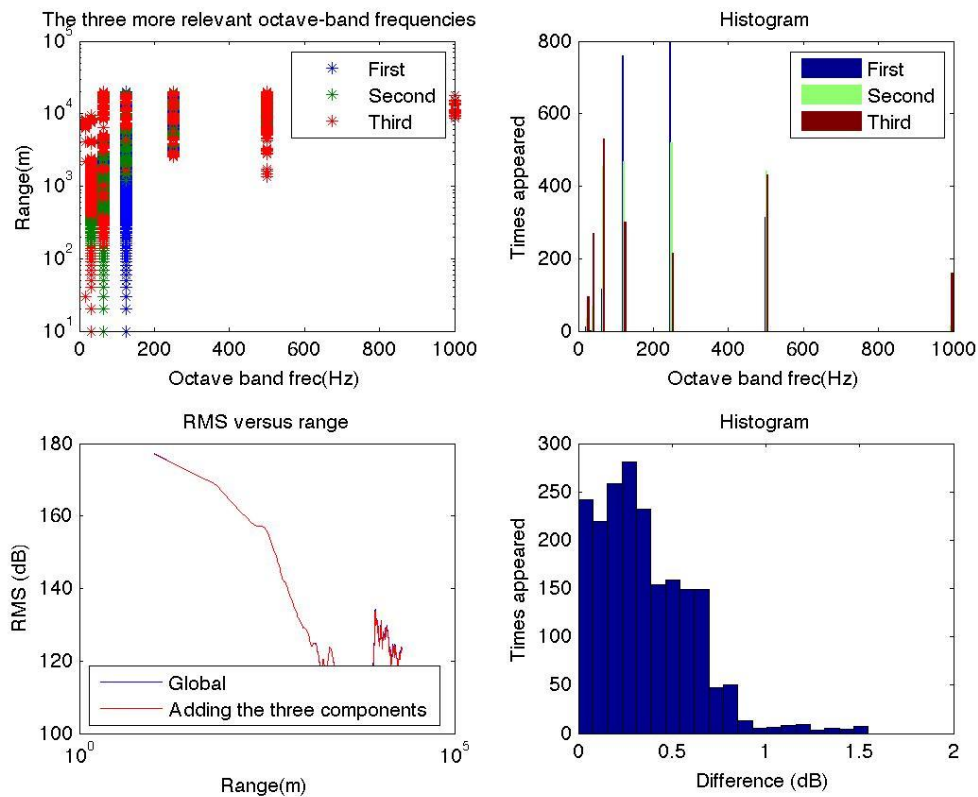 The three more relevant octave-band frequencies
10^5
10^4
10^3
10^2
10^1
Range(m)
First
Second
Third
0 200 400 600 800 1000
Octave band frec(Hz)
Histogram
800
600
400
200
0
Times appeared
First
Second
Third
0 200 400 600 800 1000
Octave band frec(Hz)
RMS versus range
180
160
140
120
100
RMS (dB)
Global
Adding the three components
10^0 10^5
Range(m)
Histogram
300
250
200
150
100
50
0
Times appeared
0 0.5 1 1.5 2
Difference (dB)